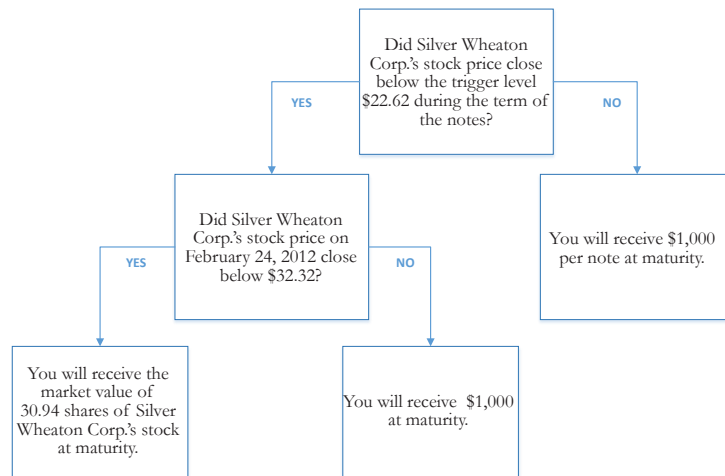 Did Silver Wheaton
Corp.'s stock price close
below the trigger level
$22.62 during the term of
the notes?
YES
NO
Did Silver Wheaton
Corp.'s stock price on
February 24, 2012 close
below $32.32?
You will receive $1,000
per note at maturity.
YES
NO
You will receive the
market value of
30.94 shares of Silver
Wheaton Corp.'s stock
at maturity.
You will receive $1,000
at maturity.